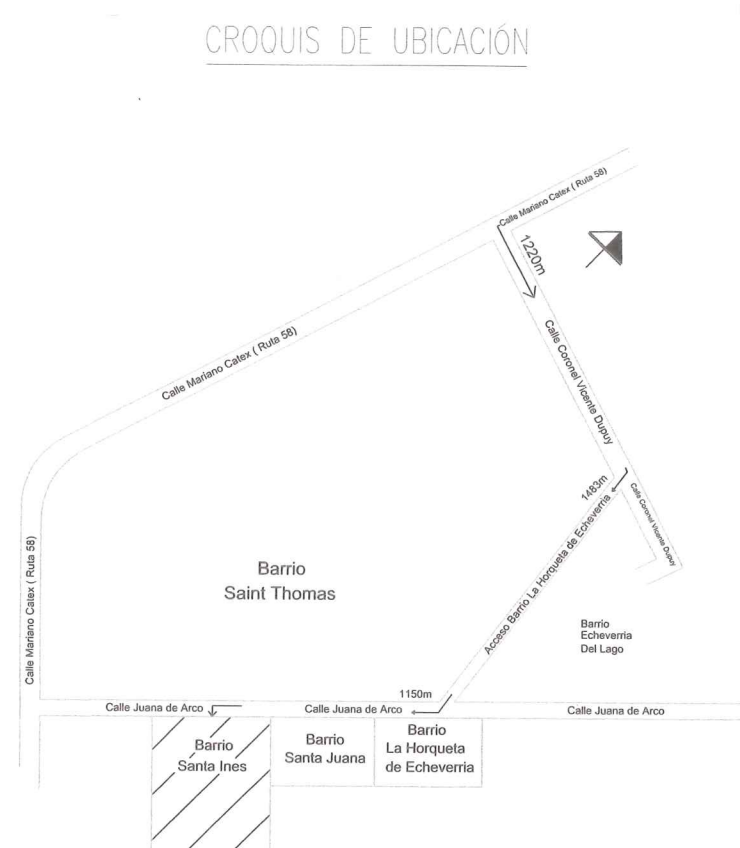 CROQUIS DE UBICACIÓN
Calle Mariano Catex ( Ruta 58)
1220m
Calle Mariano Catex ( Ruta 58)
Calle Coronel Vicente Dupuy
1483m
Calle Coronel Vicente Dupuy
Acceso Barrio La Horqueta de Echeverria
Calle Mariano Catex ( Ruta 58)
Barrio
Saint Thomas
Barrio
Echeverria
Del Lago
1150m
Calle Juana de Arco
Calle Juana de Arco
Calle Juana de Arco
Barrio
Santa Ines
Barrio
Santa Juana
Barrio
La Horqueta
de Echeverria